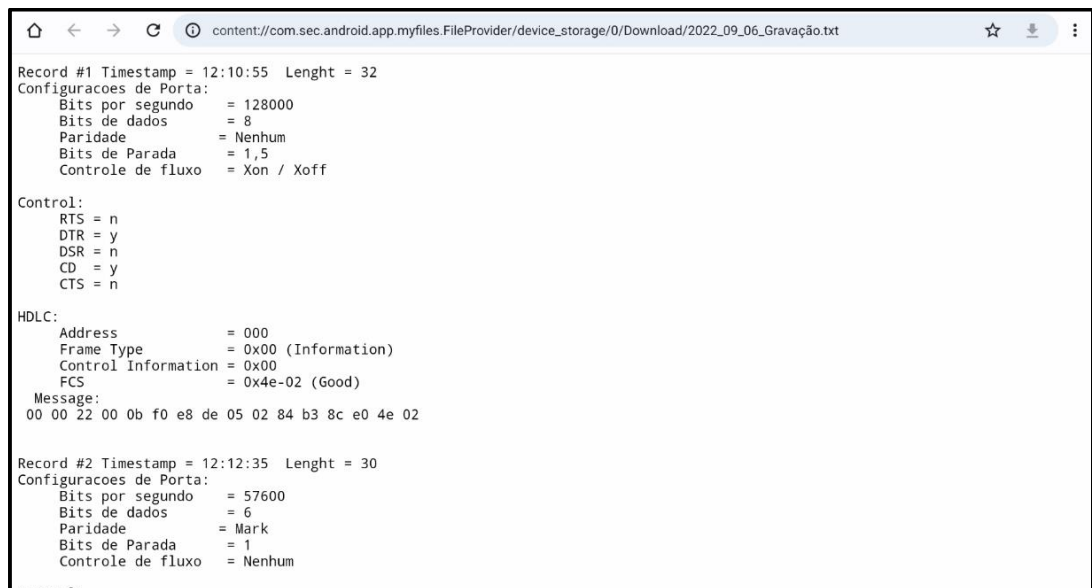 content://com.sec.android.app.myfiles.FileProvider/device_storage/0/Download/2022_09_06_Gravação.txt
Record #1 Timestamp = 12:10:55 Lenght = 32
Configuracoes de Porta:
Bits por segundo = 128000
Bits de dados = 8
Paridade = Nenhum
Bits de Parada = 1,5
Controle de fluxo = Xon / Xoff
Control:
RTS = n
DTR = y
DSR = n
CD = y
CTS = n
HDLC:
Address = 000
Frame Type = 0x00 (Information)
Control Information = 0x00
FCS = 0x4e-02 (Good)
Message:
00 00 22 00 0b f0 e8 de 05 02 84 b3 8c e0 4e 02
Record #2 Timestamp = 12:12:35 Lenght = 30
Configuracoes de Porta:
Bits por segundo = 57600
Bits de dados = 6
Paridade = Mark
Bits de Parada = 1
Controle de fluxo = Nenhum